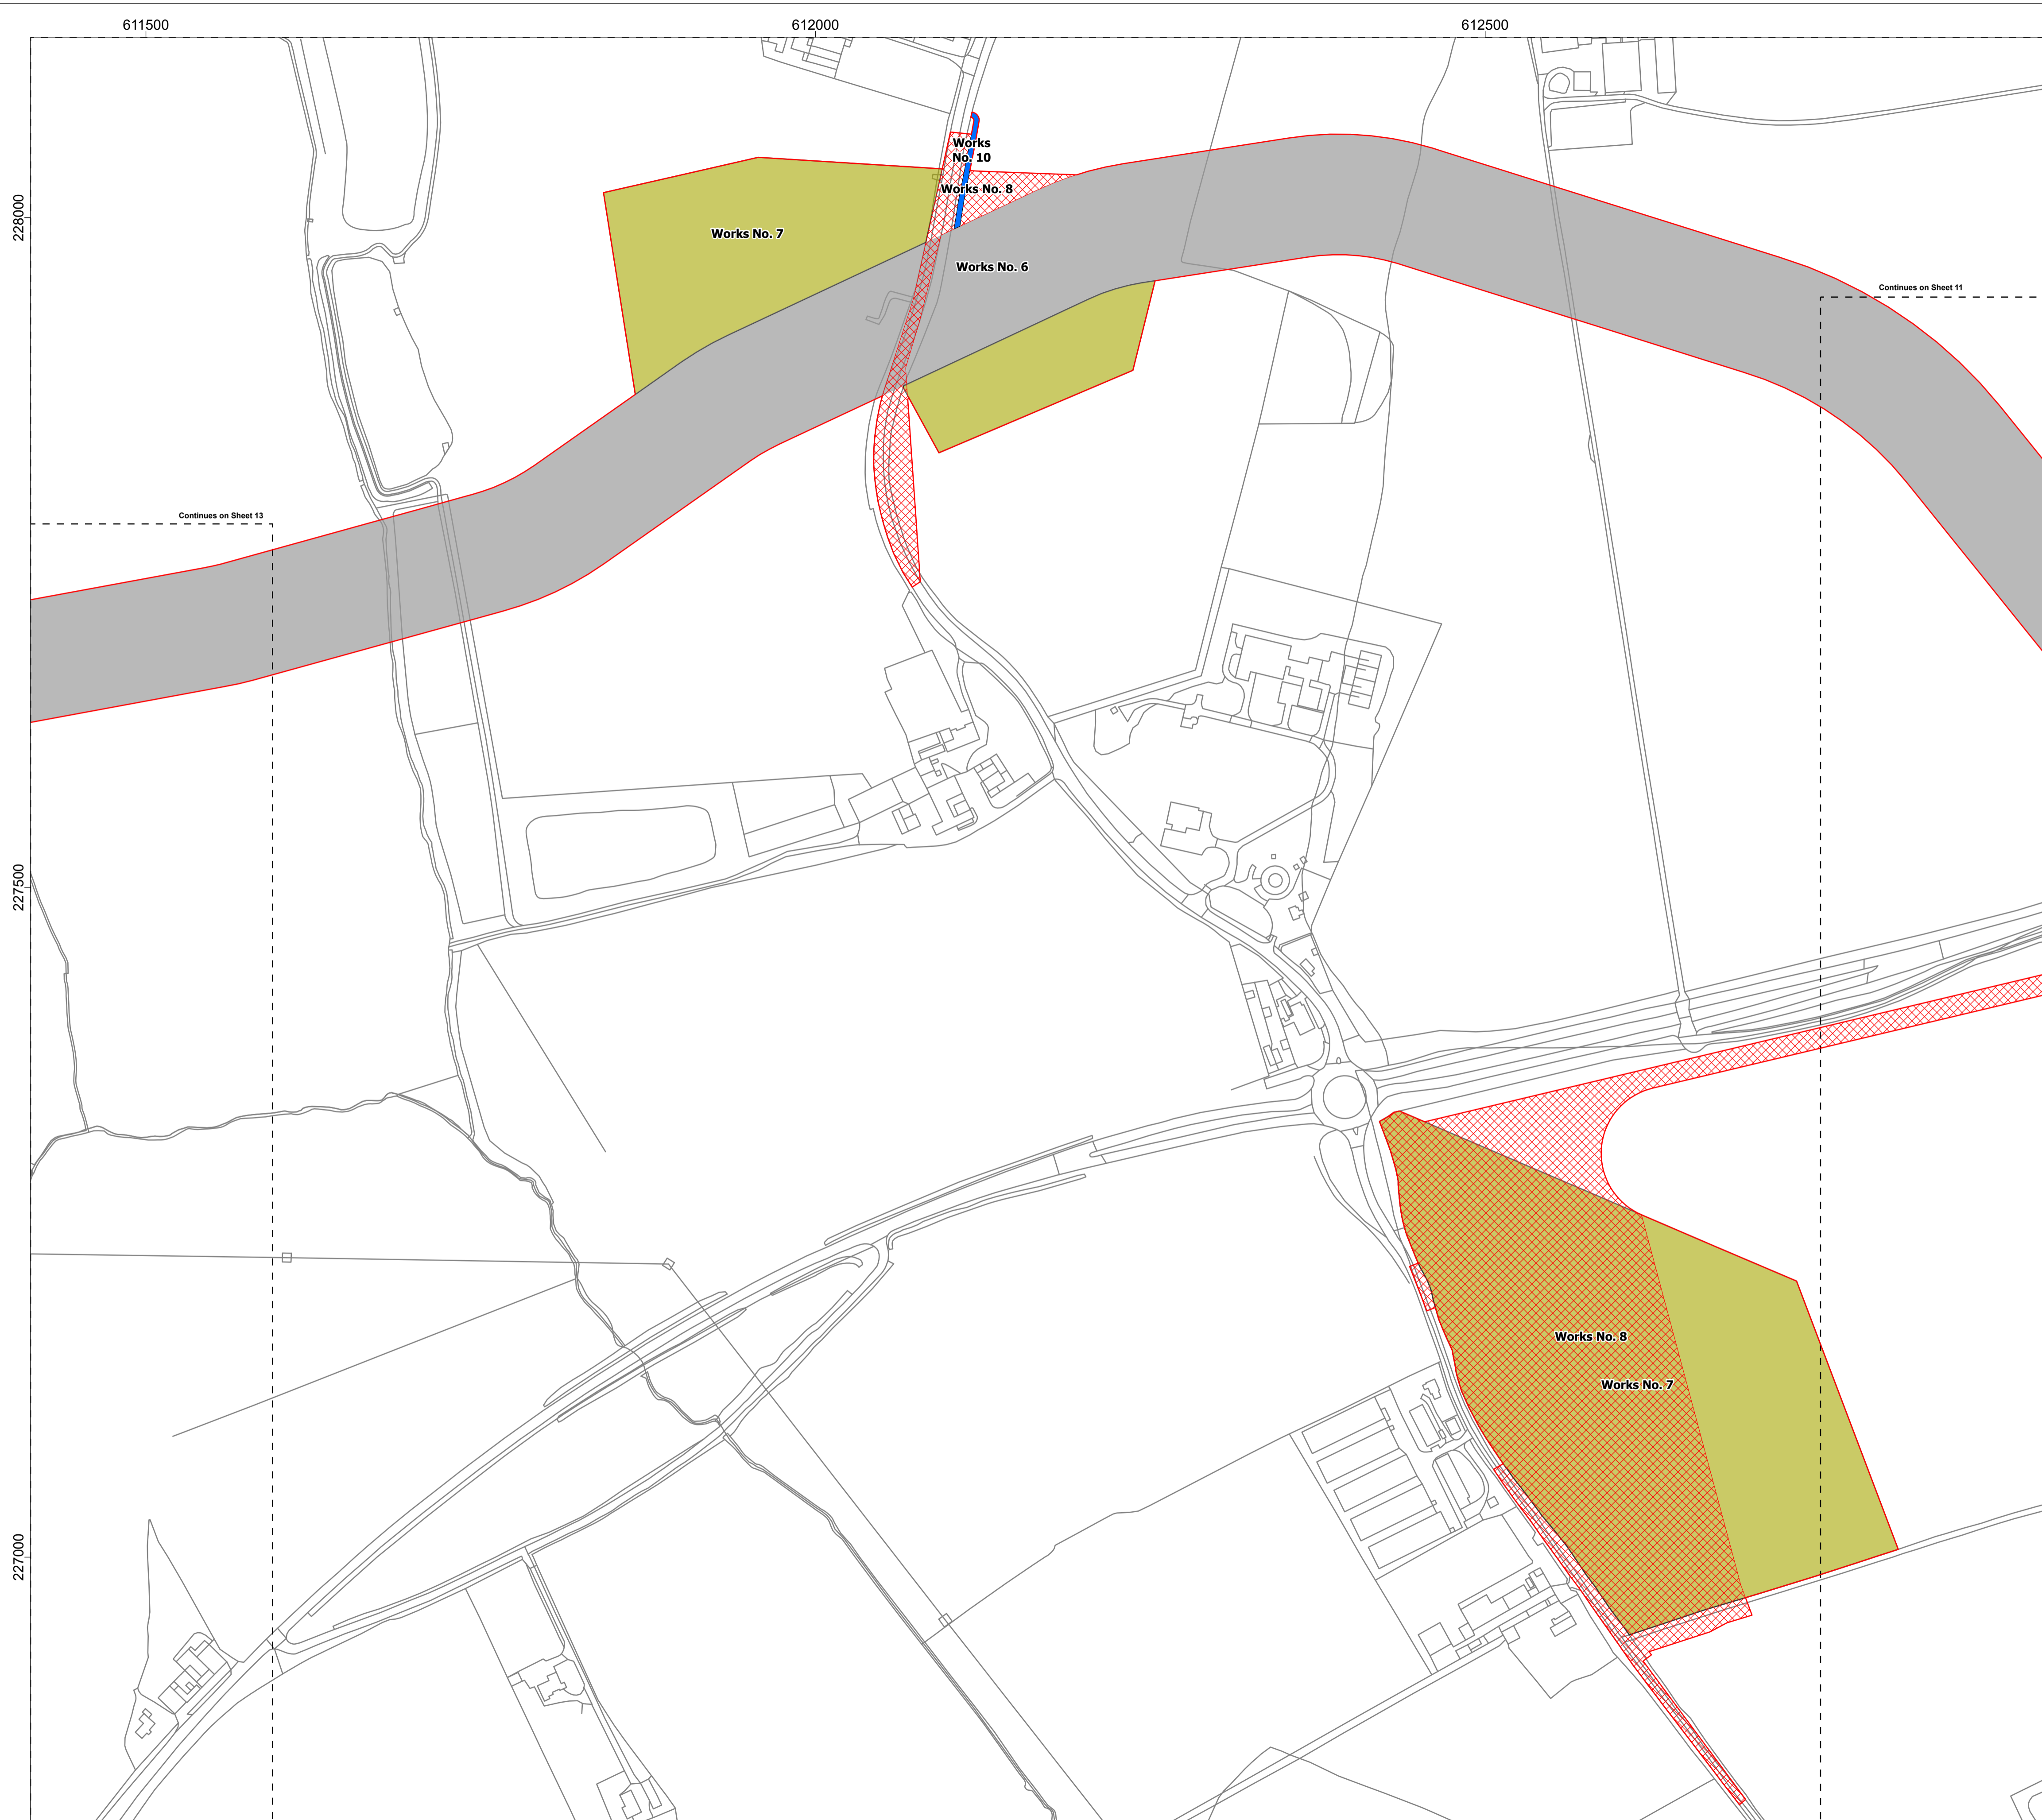 611500
612000
612500
Works
No. 10
Works No. 8
228000
Works No. 7
Works No. 6
Continues on Sheet 11
Continues on Sheet 13
227500
Works No. 8
Works No. 7
227000